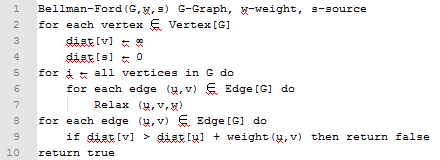 1 Bellman-Ford(G,w,s) G-Graph, w-weight, s-source
2 for each vertex ∈ Vertex[G]
3 dist[v] ← ∞
4 dist[s] ← 0
5 for i ← all vertices in G do
6 for each edge (u,v) ∈ Edge[G] do
7 Relax (u,v,w)
8 for each edge (u,v) ∈ Edge[G] do
9 if dist[v] > dist[u] + weight(u,v) then return false
10 return true